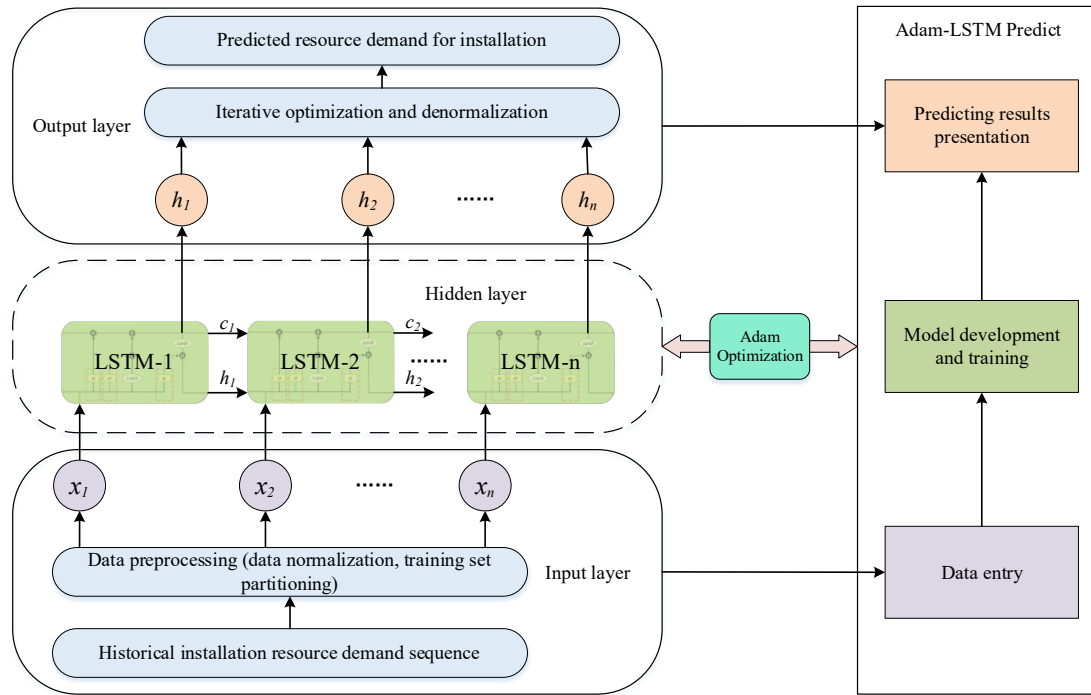 Predicted resource demand for installation
Iterative optimization and denormalization
Output layer
h1
h2
......
hn
Hidden layer
c1
c2
LSTM-1
LSTM-2
......
LSTM-n
h1
h2
x1
x2
......
xn
Data preprocessing (data normalization, training set
partitioning)
Input layer
Historical installation resource demand sequence
Adam
Optimization
Adam-LSTM Predict
Predicting results
presentation
Model development
and training
Data entry